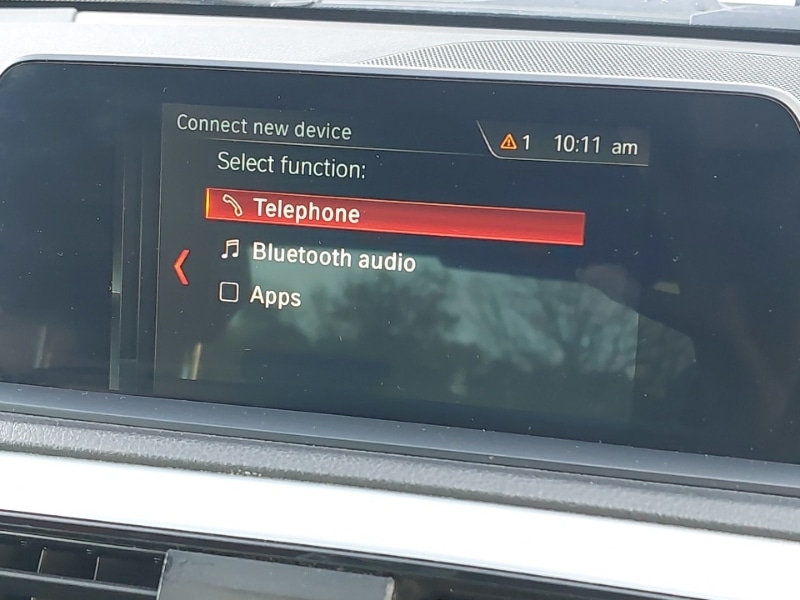 Connect new device
1 10:11 am
Select function:
Telephone
Bluetooth audio
Apps